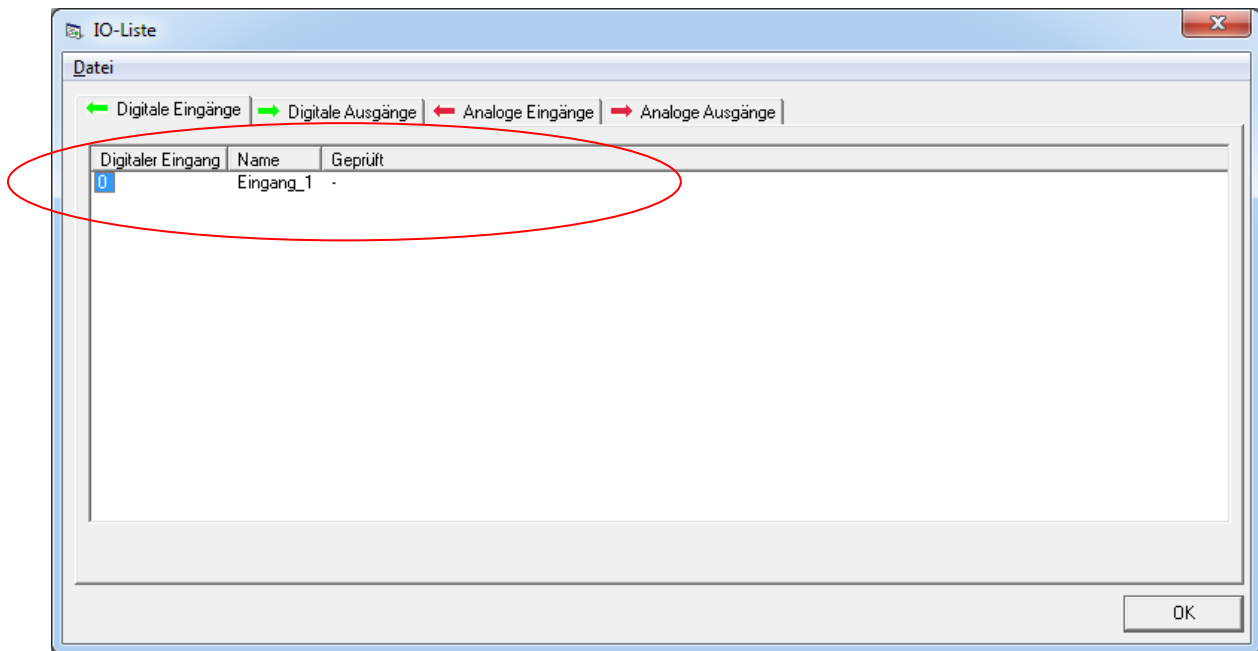 IO-Liste
Datei
Digitale Eingänge Digitale Ausgänge Analoge Eingänge Analoge Ausgänge
Digitaler Eingang Name Geprüft
0 Eingang_1 -
OK